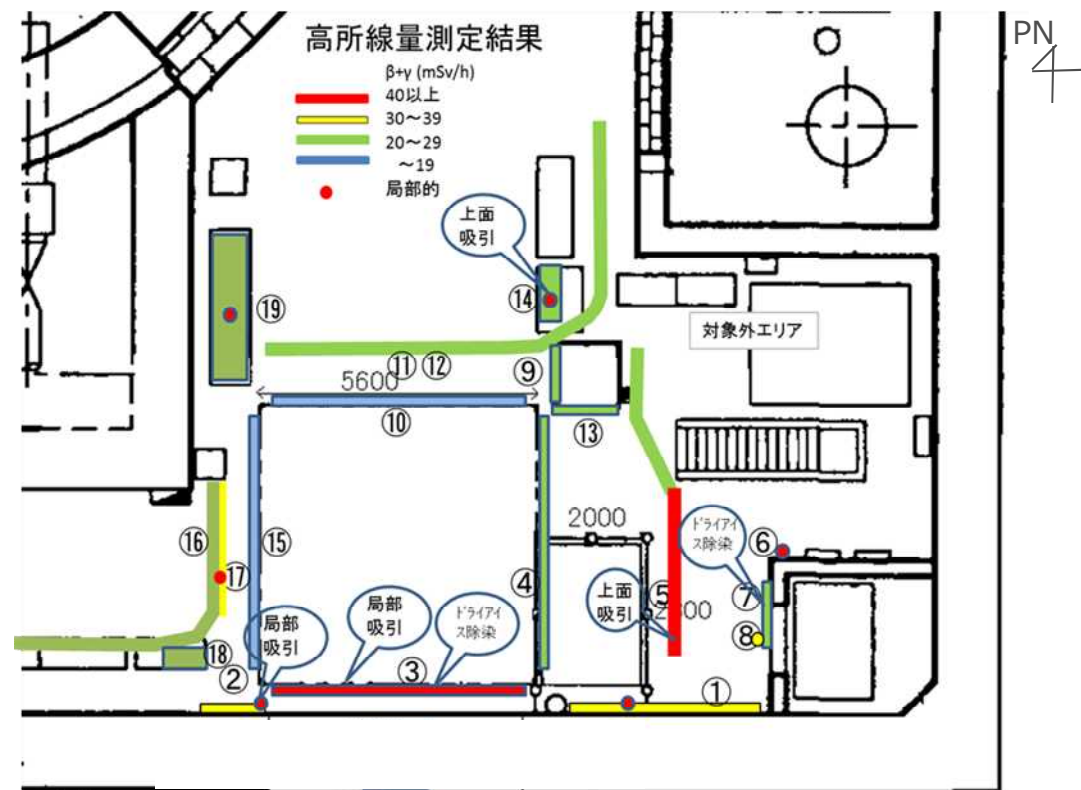 高所線量測定結果
β+γ (mSv/h)
40以上
30～39
20～29
～19
局部的
PN
4
上面
吸引
⑭
⑲
対象外エリア
⑪⑫
⑨
5600
⑩
⑬
2000
ﾄﾞﾗｲｱｲ
ｽ除染
⑥
⑯
⑮
⑰
④
⑤
上面
吸引
⑦
⑧
局部
吸引
局部
吸引
ﾄﾞﾗｲｱｲ
ｽ除染
⑱
②
③
①